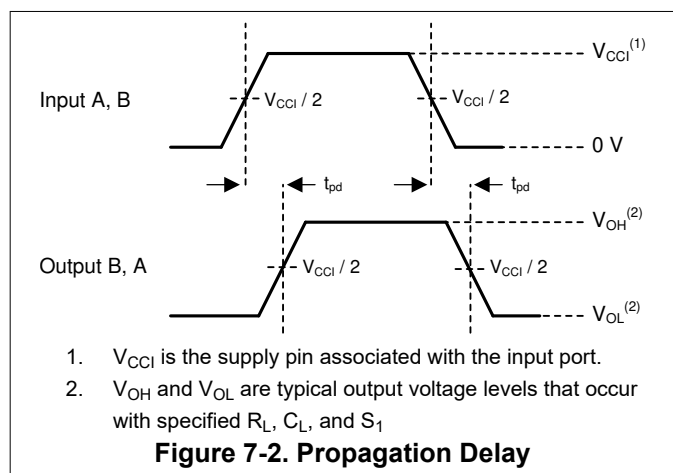 V_CCI^(1)
Input A, B
V_CCI / 2
V_CCI / 2
0 V
t_pd
t_pd
V_OH^(2)
Output B, A
V_CCI / 2
V_CCI / 2
V_OL^(2)
1. V_CCI is the supply pin associated with the input port.
2. V_OH and V_OL are typical output voltage levels that occur
with specified R_L, C_L, and S_1
Figure 7-2. Propagation Delay